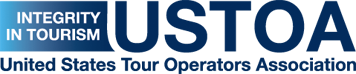 INTEGRITY
IN TOURISM
USTOA
United States Tour Operators Association